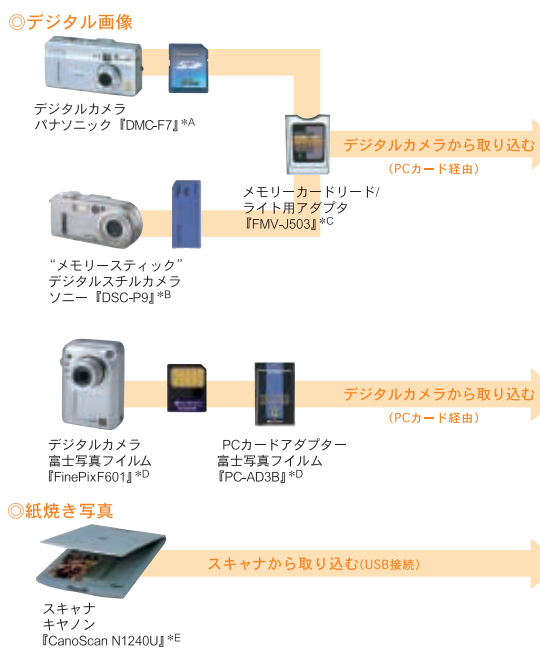 ◎デジタル画像
デジタルカメラ
パナソニック『DMC-F7』*A
デジタルカメラから取り込む
(PCカード経由)
メモリーカードリード/
ライト用アダプタ
『FMV-J503』*C
“メモリースティック”
デジタルスチルカメラ
ソニー『DSC-P9』*B
デジタルカメラから取り込む
(PCカード経由)
デジタルカメラ
富士写真フイルム
『FinePixF601』*D
PCカードアダプター
富士写真フイルム
『PC-AD3B』*D
◎紙焼き写真
スキャナから取り込む(USB接続)
スキャナ
キヤノン
『CanoScan N1240U』*E